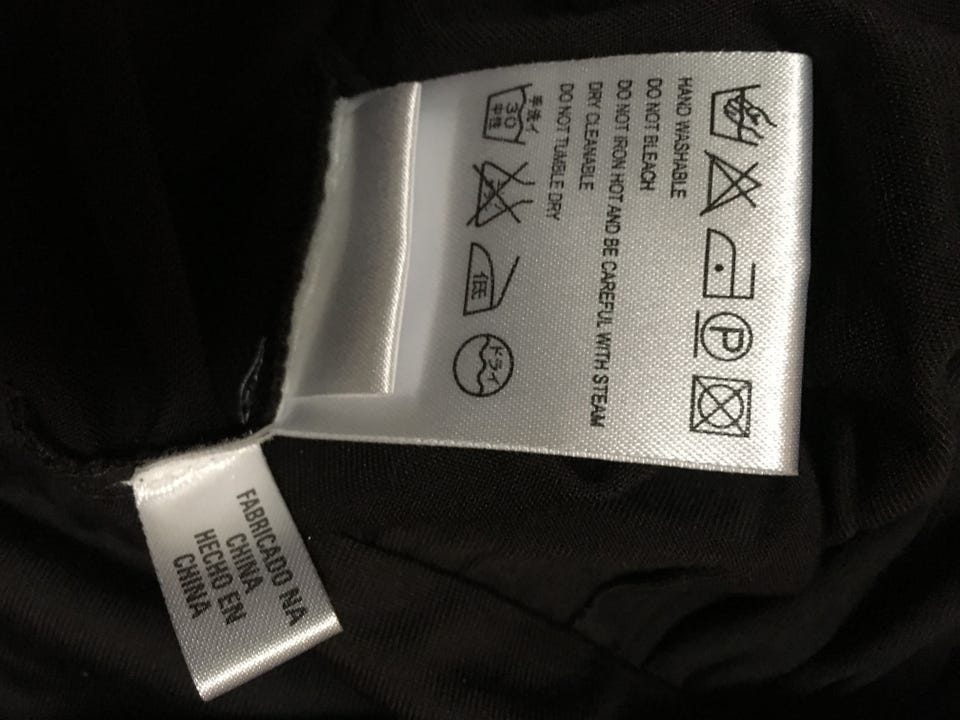 P
HAND WASHABLE
DO NOT BLEACH
DO NOT IRON HOT AND BE CAREFUL WITH STEAM
DRY CLEANABLE
DO NOT TUMBLE DRY
手洗イ
30
中性
低
ドライ
FABRICADO NA
CHINA
HECHO EN
CHINA